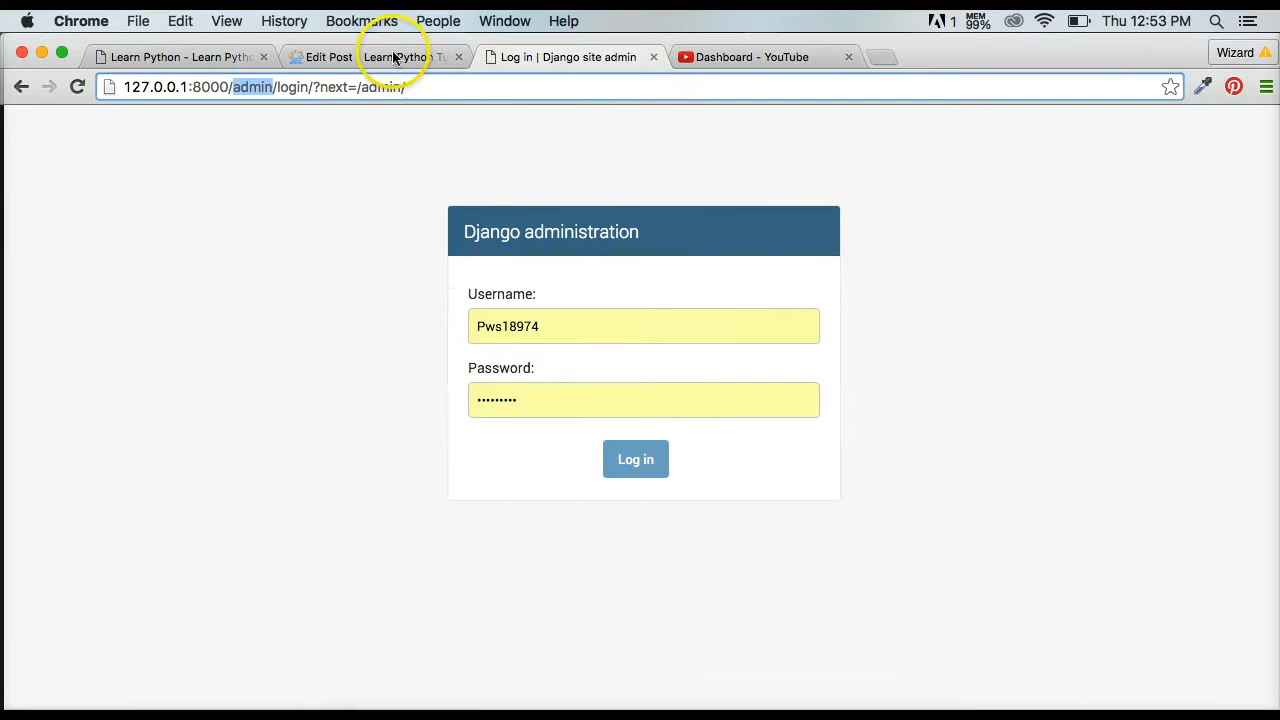 Chrome File Edit View History Bookmarks People Window Help 1 MEM 99% Thu 12:53 PM
Learn Python - Learn Pytho Edit Post Learn Python Tu Log in | Django site admin Dashboard - YouTube Wizard
127.0.0.1:8000/admin/login/?next=/admin/
Django administration
Username:
Pws18974
Password:
•••••••••
Log in